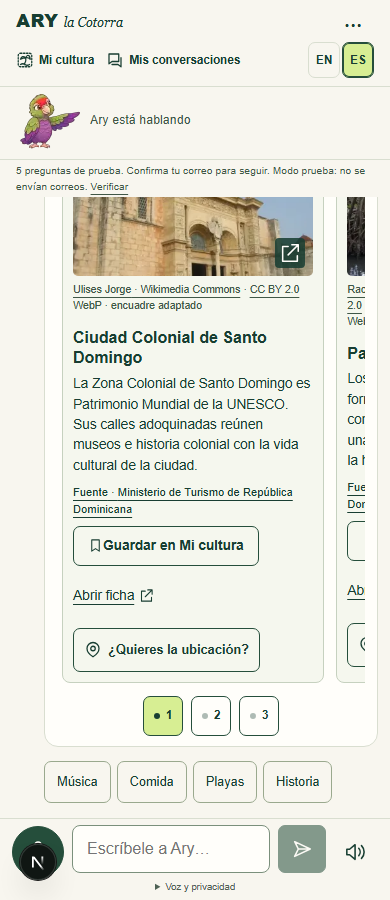 ARY la Cotorra
...
Mi cultura
Mis conversaciones
EN
ES
Ary está hablando
5 preguntas de prueba. Confirma tu correo para seguir. Modo prueba: no se
envían correos. Verificar
Ulises Jorge · Wikimedia Commons · CC BY 2.0
WebP · encuadre adaptado
Ciudad Colonial de Santo
Domingo
La Zona Colonial de Santo Domingo es
Patrimonio Mundial de la UNESCO.
Sus calles adoquinadas reúnen
museos e historia colonial con la vida
cultural de la ciudad.
Fuente · Ministerio de Turismo de República
Dominicana
Guardar en Mi cultura
Abrir ficha
¿Quieres la ubicación?
2.0
1
2
3
Música
Comida
Playas
Historia
N
Escríbele a Ary...
Voz y privacidad